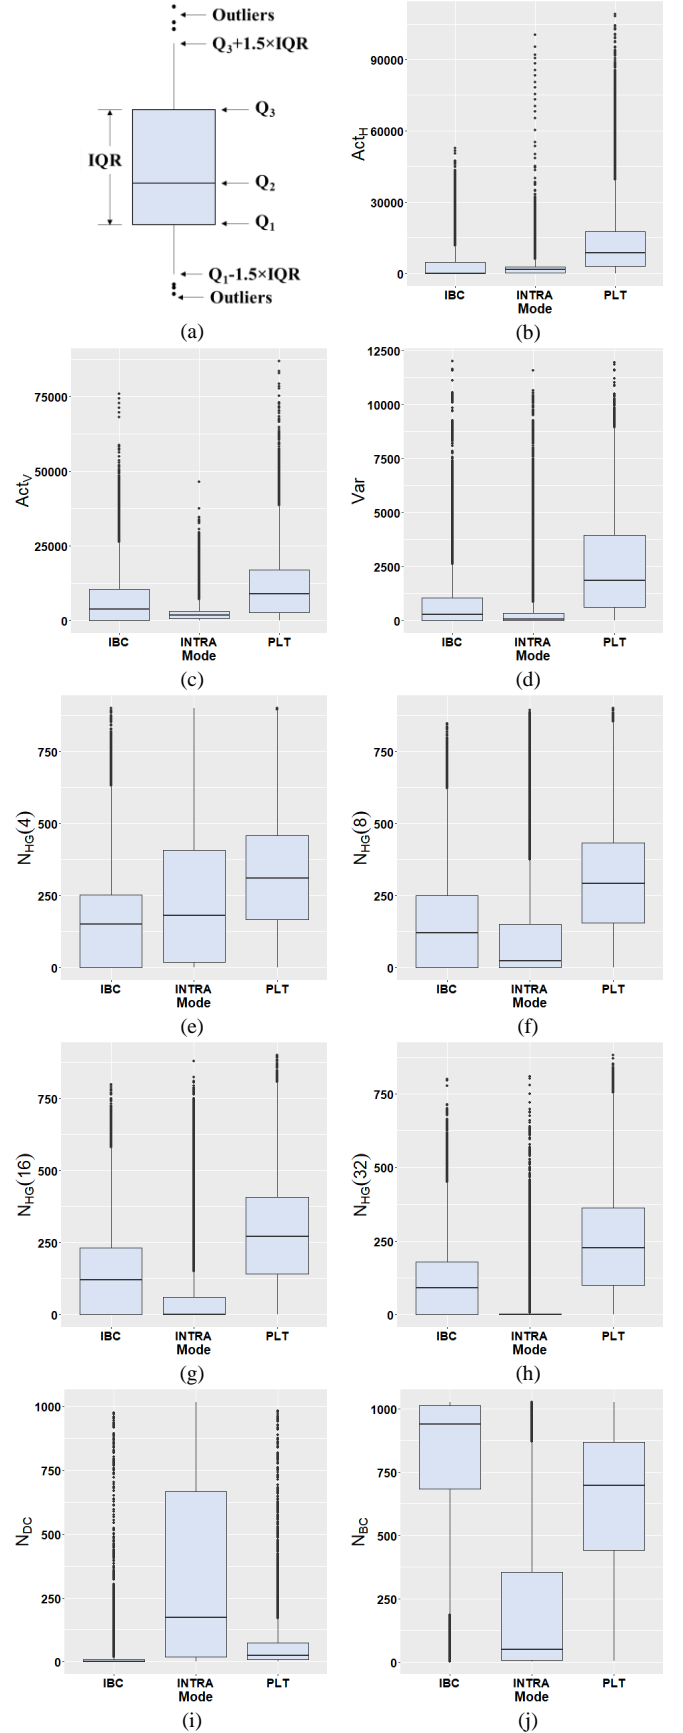 Outliers
Q3+1.5×IQR
Q3
IQR
Q2
Q1
Q1-1.5×IQR
Outliers
(a)
ActH
90000
60000
30000
0
IBC INTRA PLT
Mode
(b)
ActV
75000
50000
25000
0
IBC INTRA PLT
Mode
(c)
Var
12500
10000
7500
5000
2500
0
IBC INTRA PLT
Mode
(d)
NHG(4)
750
500
250
0
IBC INTRA PLT
Mode
(e)
NHG(8)
750
500
250
0
IBC INTRA PLT
Mode
(f)
NHG(16)
750
500
250
0
IBC INTRA PLT
Mode
(g)
NHG(32)
750
500
250
0
IBC INTRA PLT
Mode
(h)
NDC
1000
750
500
250
0
IBC INTRA PLT
Mode
(i)
NBC
1000
750
500
250
0
IBC INTRA PLT
Mode
(j)